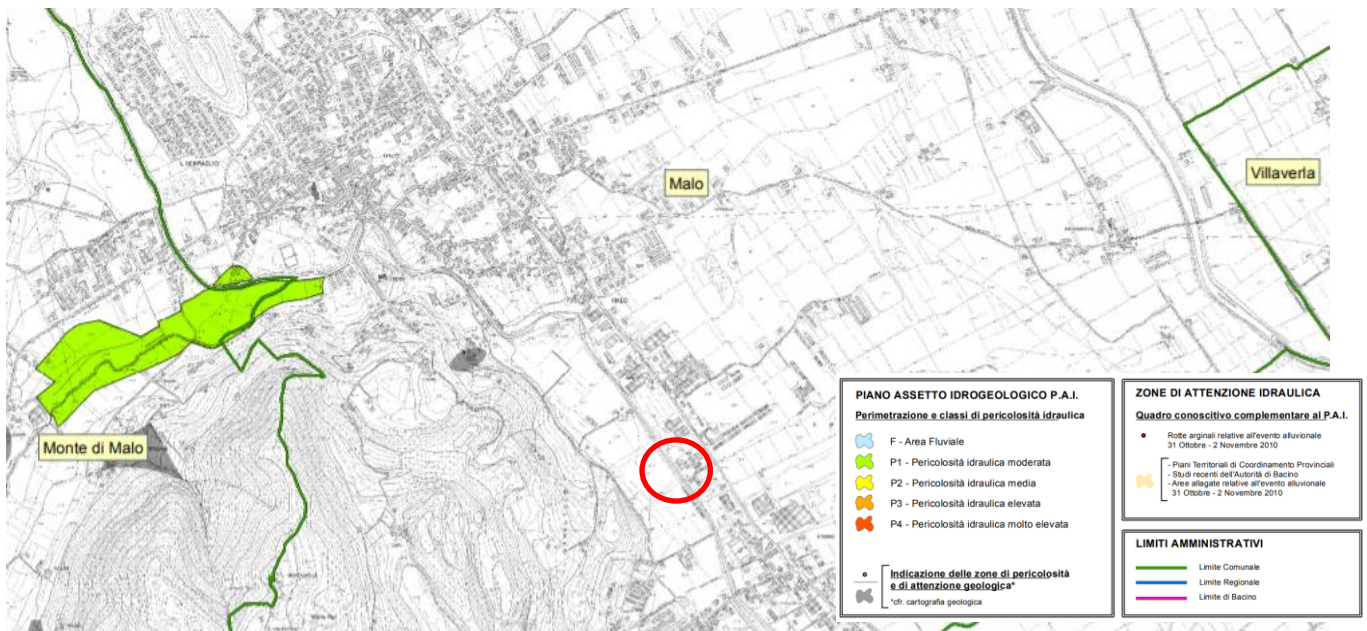 Malo
Villaverla
Monte di Malo
PIANO ASSETTO IDROGEOLOGICO P.A.I.
Perimetrazione e classi di pericolosità idraulica
F - Area Fluviale
P1 - Pericolosità idraulica moderata
P2 - Pericolosità idraulica media
P3 - Pericolosità idraulica elevata
P4 - Pericolosità idraulica molto elevata
Indicazione delle zone di pericolosità
e di attenzione geologica*
*cfr. cartografia geologica
ZONE DI ATTENZIONE IDRAULICA
Quadro conoscitivo complementare al P.A.I.
Rotte arginali relative all'evento alluvionale
31 Ottobre - 2 Novembre 2010
- Piani Territoriali di Coordinamento Provinciali
- Studi recenti dell'Autorità di Bacino
- Aree allagate relative all'evento alluvionale
31 Ottobre - 2 Novembre 2010
LIMITI AMMINISTRATIVI
Limite Comunale
Limite Regionale
Limite di Bacino